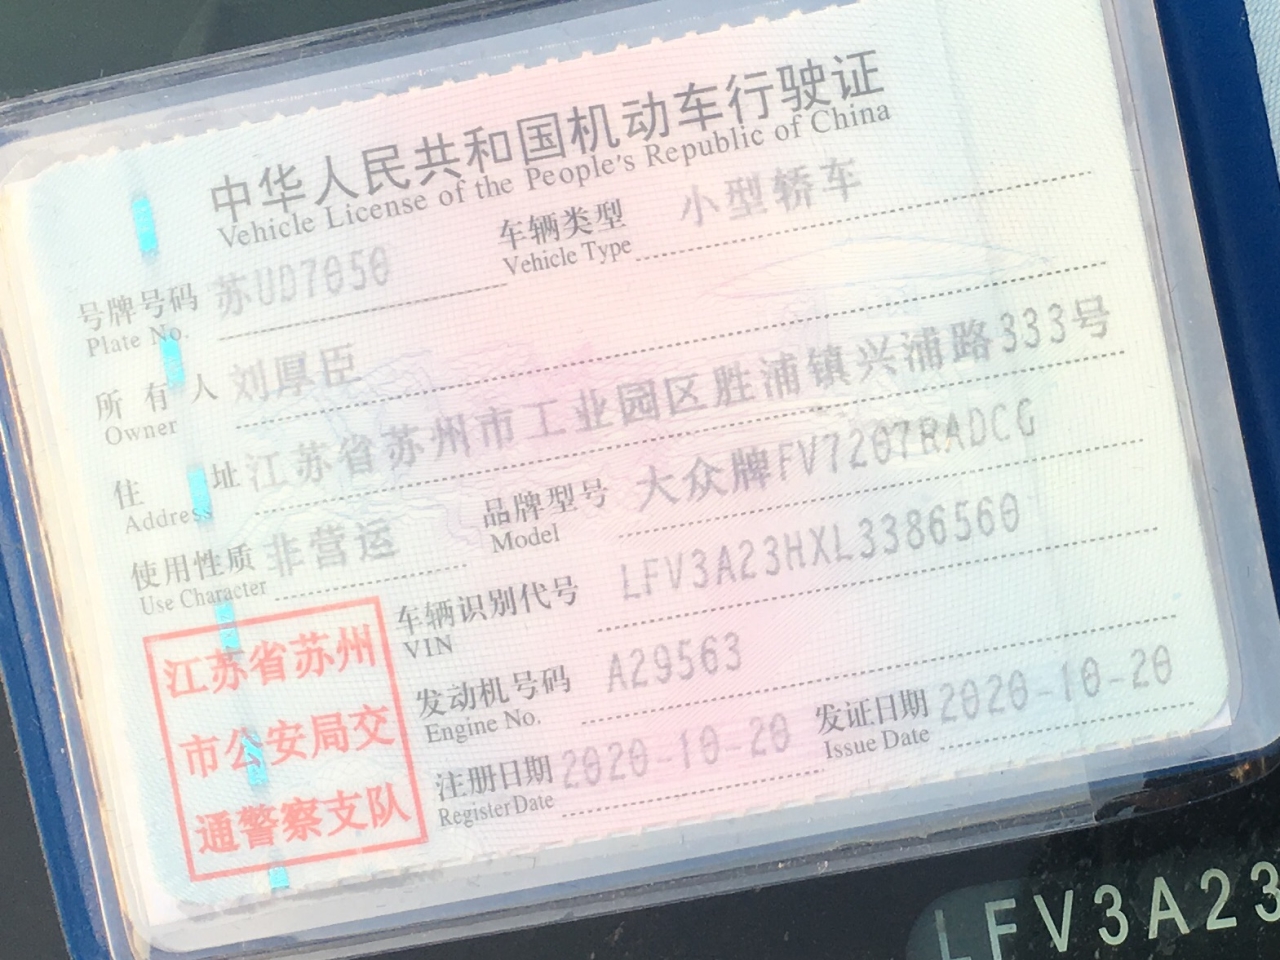 中华人民共和国机动车行驶证
Vehicle License of the People's Republic of China
号牌号码 苏UD7050 车辆类型 小型轿车
Plate No. Vehicle Type
所有人 刘厚臣
Owner
住址 江苏省苏州市工业园区胜浦镇兴浦路333号
Address
使用性质 非营运 品牌型号 大众牌FV7207RADCG
Use Character Model
车辆识别代号 LFV3A23HXL3386560
VIN
发动机号码 A29563
Engine No.
注册日期 2020-10-20 发证日期 2020-10-20
Register Date Issue Date
江苏省苏州
市公安局交
通警察支队
LFV3A23